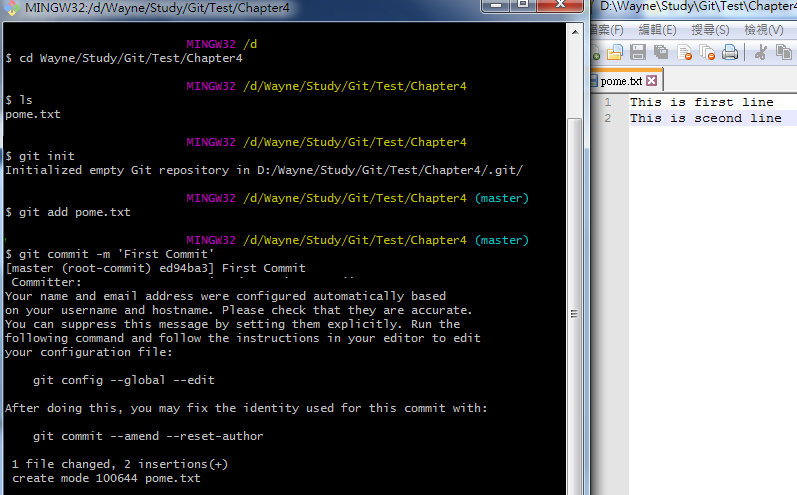 MINGW32:/d/Wayne/Study/Git/Test/Chapter4
MINGW32 /d
$ cd Wayne/Study/Git/Test/Chapter4
MINGW32 /d/Wayne/Study/Git/Test/Chapter4
$ ls
pome.txt
MINGW32 /d/Wayne/Study/Git/Test/Chapter4
$ git init
Initialized empty Git repository in D:/Wayne/Study/Git/Test/Chapter4/.git/
MINGW32 /d/Wayne/Study/Git/Test/Chapter4 (master)
$ git add pome.txt
MINGW32 /d/Wayne/Study/Git/Test/Chapter4 (master)
$ git commit -m 'First Commit'
[master (root-commit) ed94ba3] First Commit
Committer:
Your name and email address were configured automatically based
on your username and hostname. Please check that they are accurate.
You can suppress this message by setting them explicitly. Run the
following command and follow the instructions in your editor to edit
your configuration file:
git config --global --edit
After doing this, you may fix the identity used for this commit with:
git commit --amend --reset-author
1 file changed, 2 insertions(+)
create mode 100644 pome.txt
D:\Wayne\Study\Git\Test\Chapter4
檔案(F) 編輯(E) 搜尋(S) 檢視(V)
pome.txt
1 This is first line
2 This is sceond line